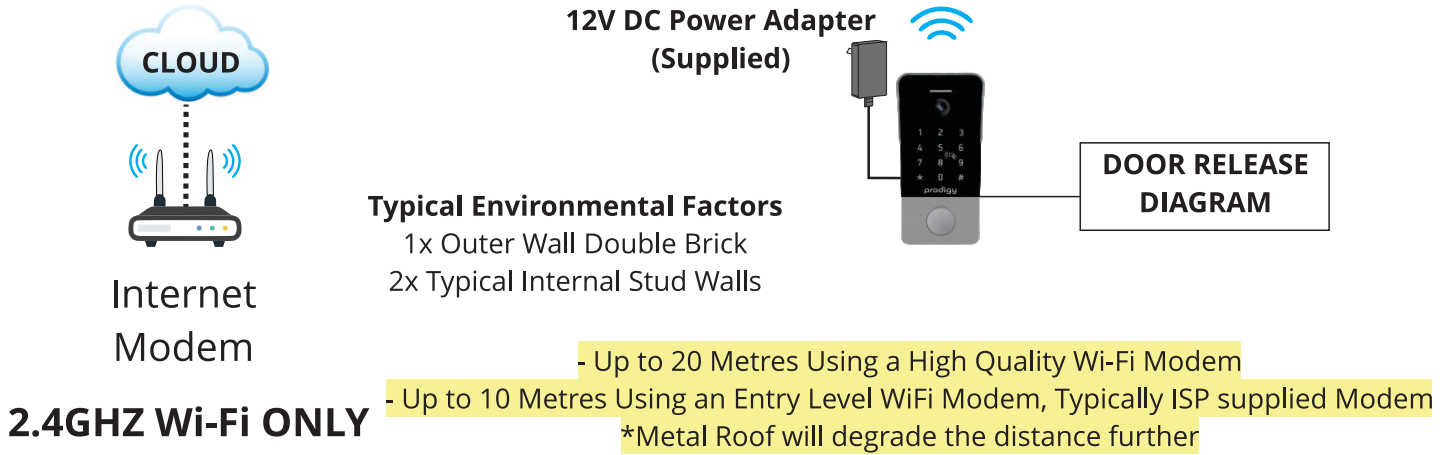 CLOUD
Internet
Modem
2.4GHZ Wi-Fi ONLY
12V DC Power Adapter
(Supplied)
Typical Environmental Factors
1x Outer Wall Double Brick
2x Typical Internal Stud Walls
1 2 3
4 5 6
7 8 9
* 0 #
prodigy
DOOR RELEASE
DIAGRAM
- Up to 20 Metres Using a High Quality Wi-Fi Modem
- Up to 10 Metres Using an Entry Level WiFi Modem, Typically ISP supplied Modem
*Metal Roof will degrade the distance further